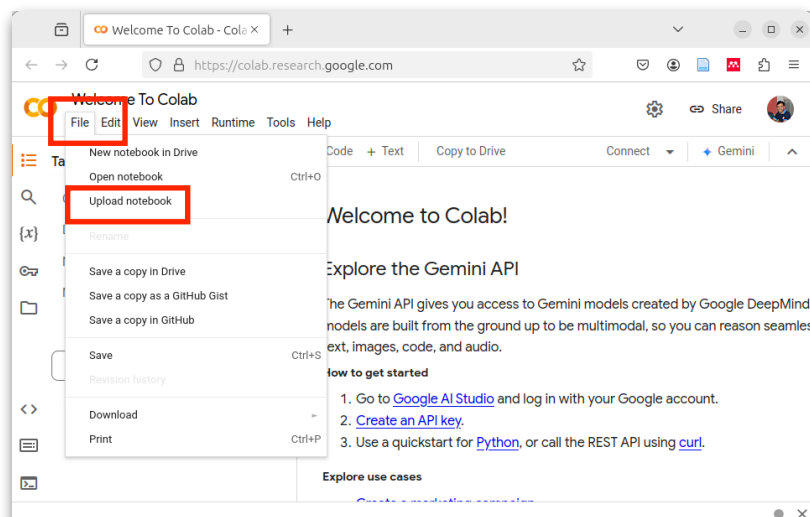 Welcome To Colab - Cola
https://colab.research.google.com
Welcome To Colab
File Edit View Insert Runtime Tools Help
Share
New notebook in Drive
Open notebook Ctrl+O
Upload notebook
Rename
Save a copy in Drive
Save a copy as a GitHub Gist
Save a copy in GitHub
Save Ctrl+S
Revision history
Download
Print Ctrl+P
Code + Text Copy to Drive Connect Gemini
Welcome to Colab!
Explore the Gemini API
The Gemini API gives you access to Gemini models created by Google DeepMind
models are built from the ground up to be multimodal, so you can reason seamles
text, images, code, and audio.
How to get started
1. Go to Google AI Studio and log in with your Google account.
2. Create an API key.
3. Use a quickstart for Python, or call the REST API using curl.
Explore use cases
Create a marketing campaign